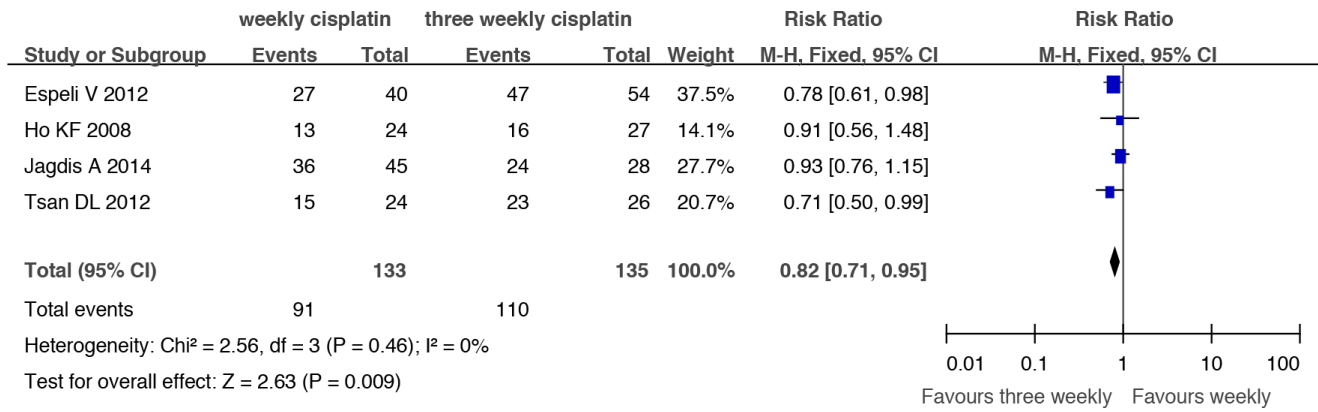 weekly cisplatin three weekly cisplatin Risk Ratio Risk Ratio
Study or Subgroup Events Total Events Total Weight M-H, Fixed, 95% CI M-H, Fixed, 95% CI
Espeli V 2012 27 40 47 54 37.5% 0.78 [0.61, 0.98]
Ho KF 2008 13 24 16 27 14.1% 0.91 [0.56, 1.48]
Jagdis A 2014 36 45 24 28 27.7% 0.93 [0.76, 1.15]
Tsan DL 2012 15 24 23 26 20.7% 0.71 [0.50, 0.99]
Total (95% CI) 133 135 100.0% 0.82 [0.71, 0.95]
Total events 91 110
Heterogeneity: Chi² = 2.56, df = 3 (P = 0.46); I² = 0%
0.01 0.1 1 10 100
Test for overall effect: Z = 2.63 (P = 0.009)
Favours three weekly Favours weekly